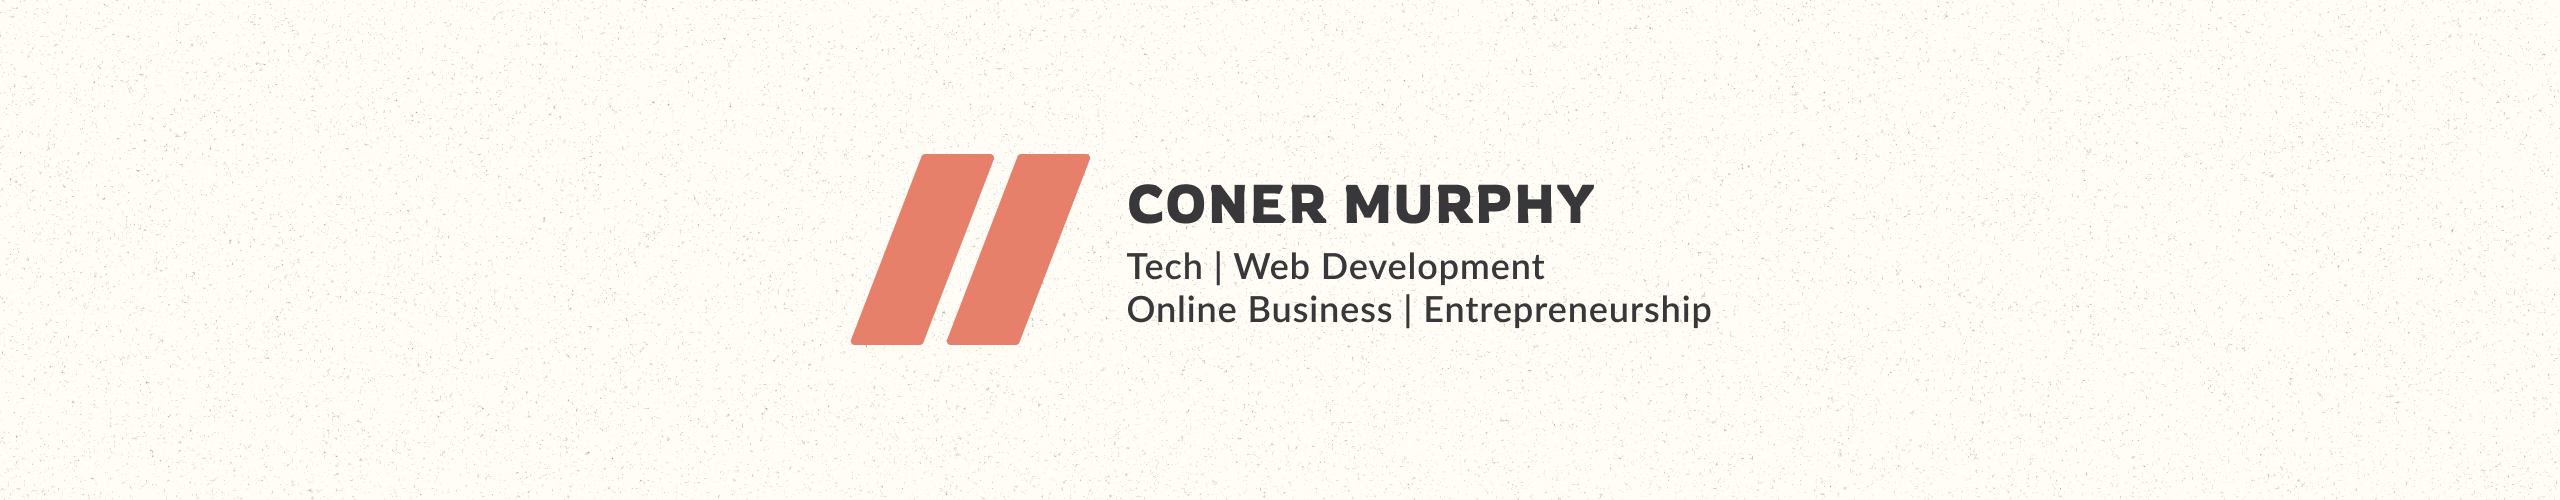 CONER MURPHY
Tech | Web Development
Online Business | Entrepreneurship